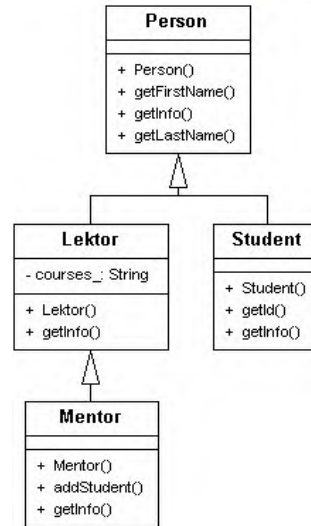 Person
+ Person()
+ getFirstName()
+ getInfo()
+ getLastName()
Lektor
- courses_: String
+ Lektor()
+ getInfo()
Student
+ Student()
+ getId()
+ getInfo()
Mentor
+ Mentor()
+ addStudent()
+ getInfo()